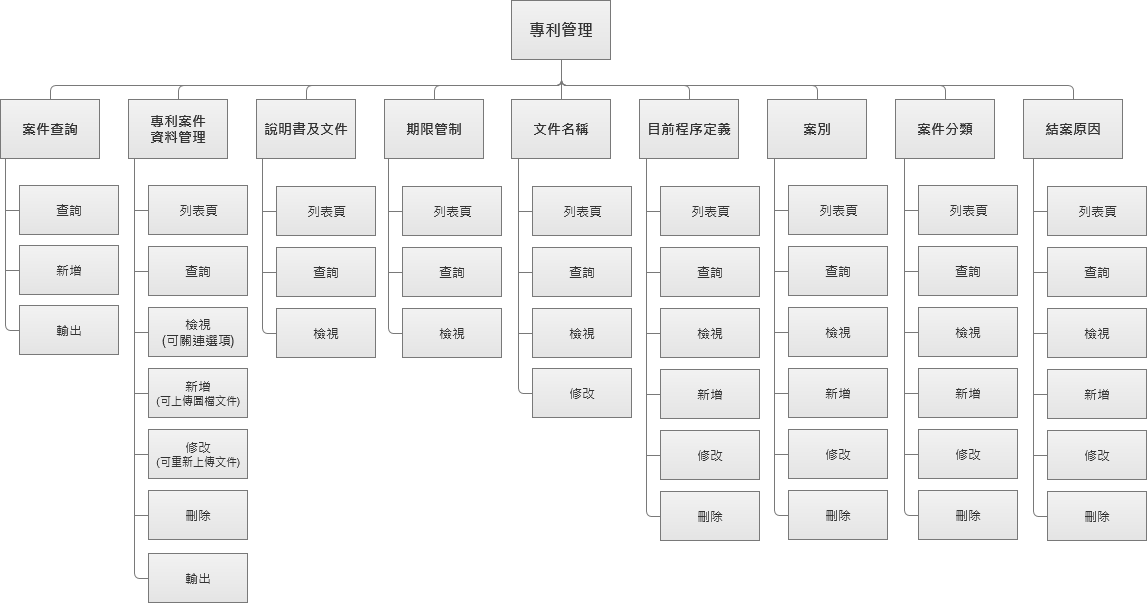 專利管理
案件查詢
專利案件
資料管理
說明書及文件
期限管制
文件名稱
目前程序定義
案別
案件分類
結案原因
查詢
新增
輸出
列表頁
查詢
檢視
(可關連選項)
新增
(可上傳圖檔文件)
修改
(可重新上傳文件)
刪除
輸出
列表頁
查詢
檢視
列表頁
查詢
檢視
列表頁
查詢
檢視
修改
列表頁
查詢
檢視
新增
修改
刪除
列表頁
查詢
檢視
新增
修改
刪除
列表頁
查詢
檢視
新增
修改
刪除
列表頁
查詢
檢視
新增
修改
刪除